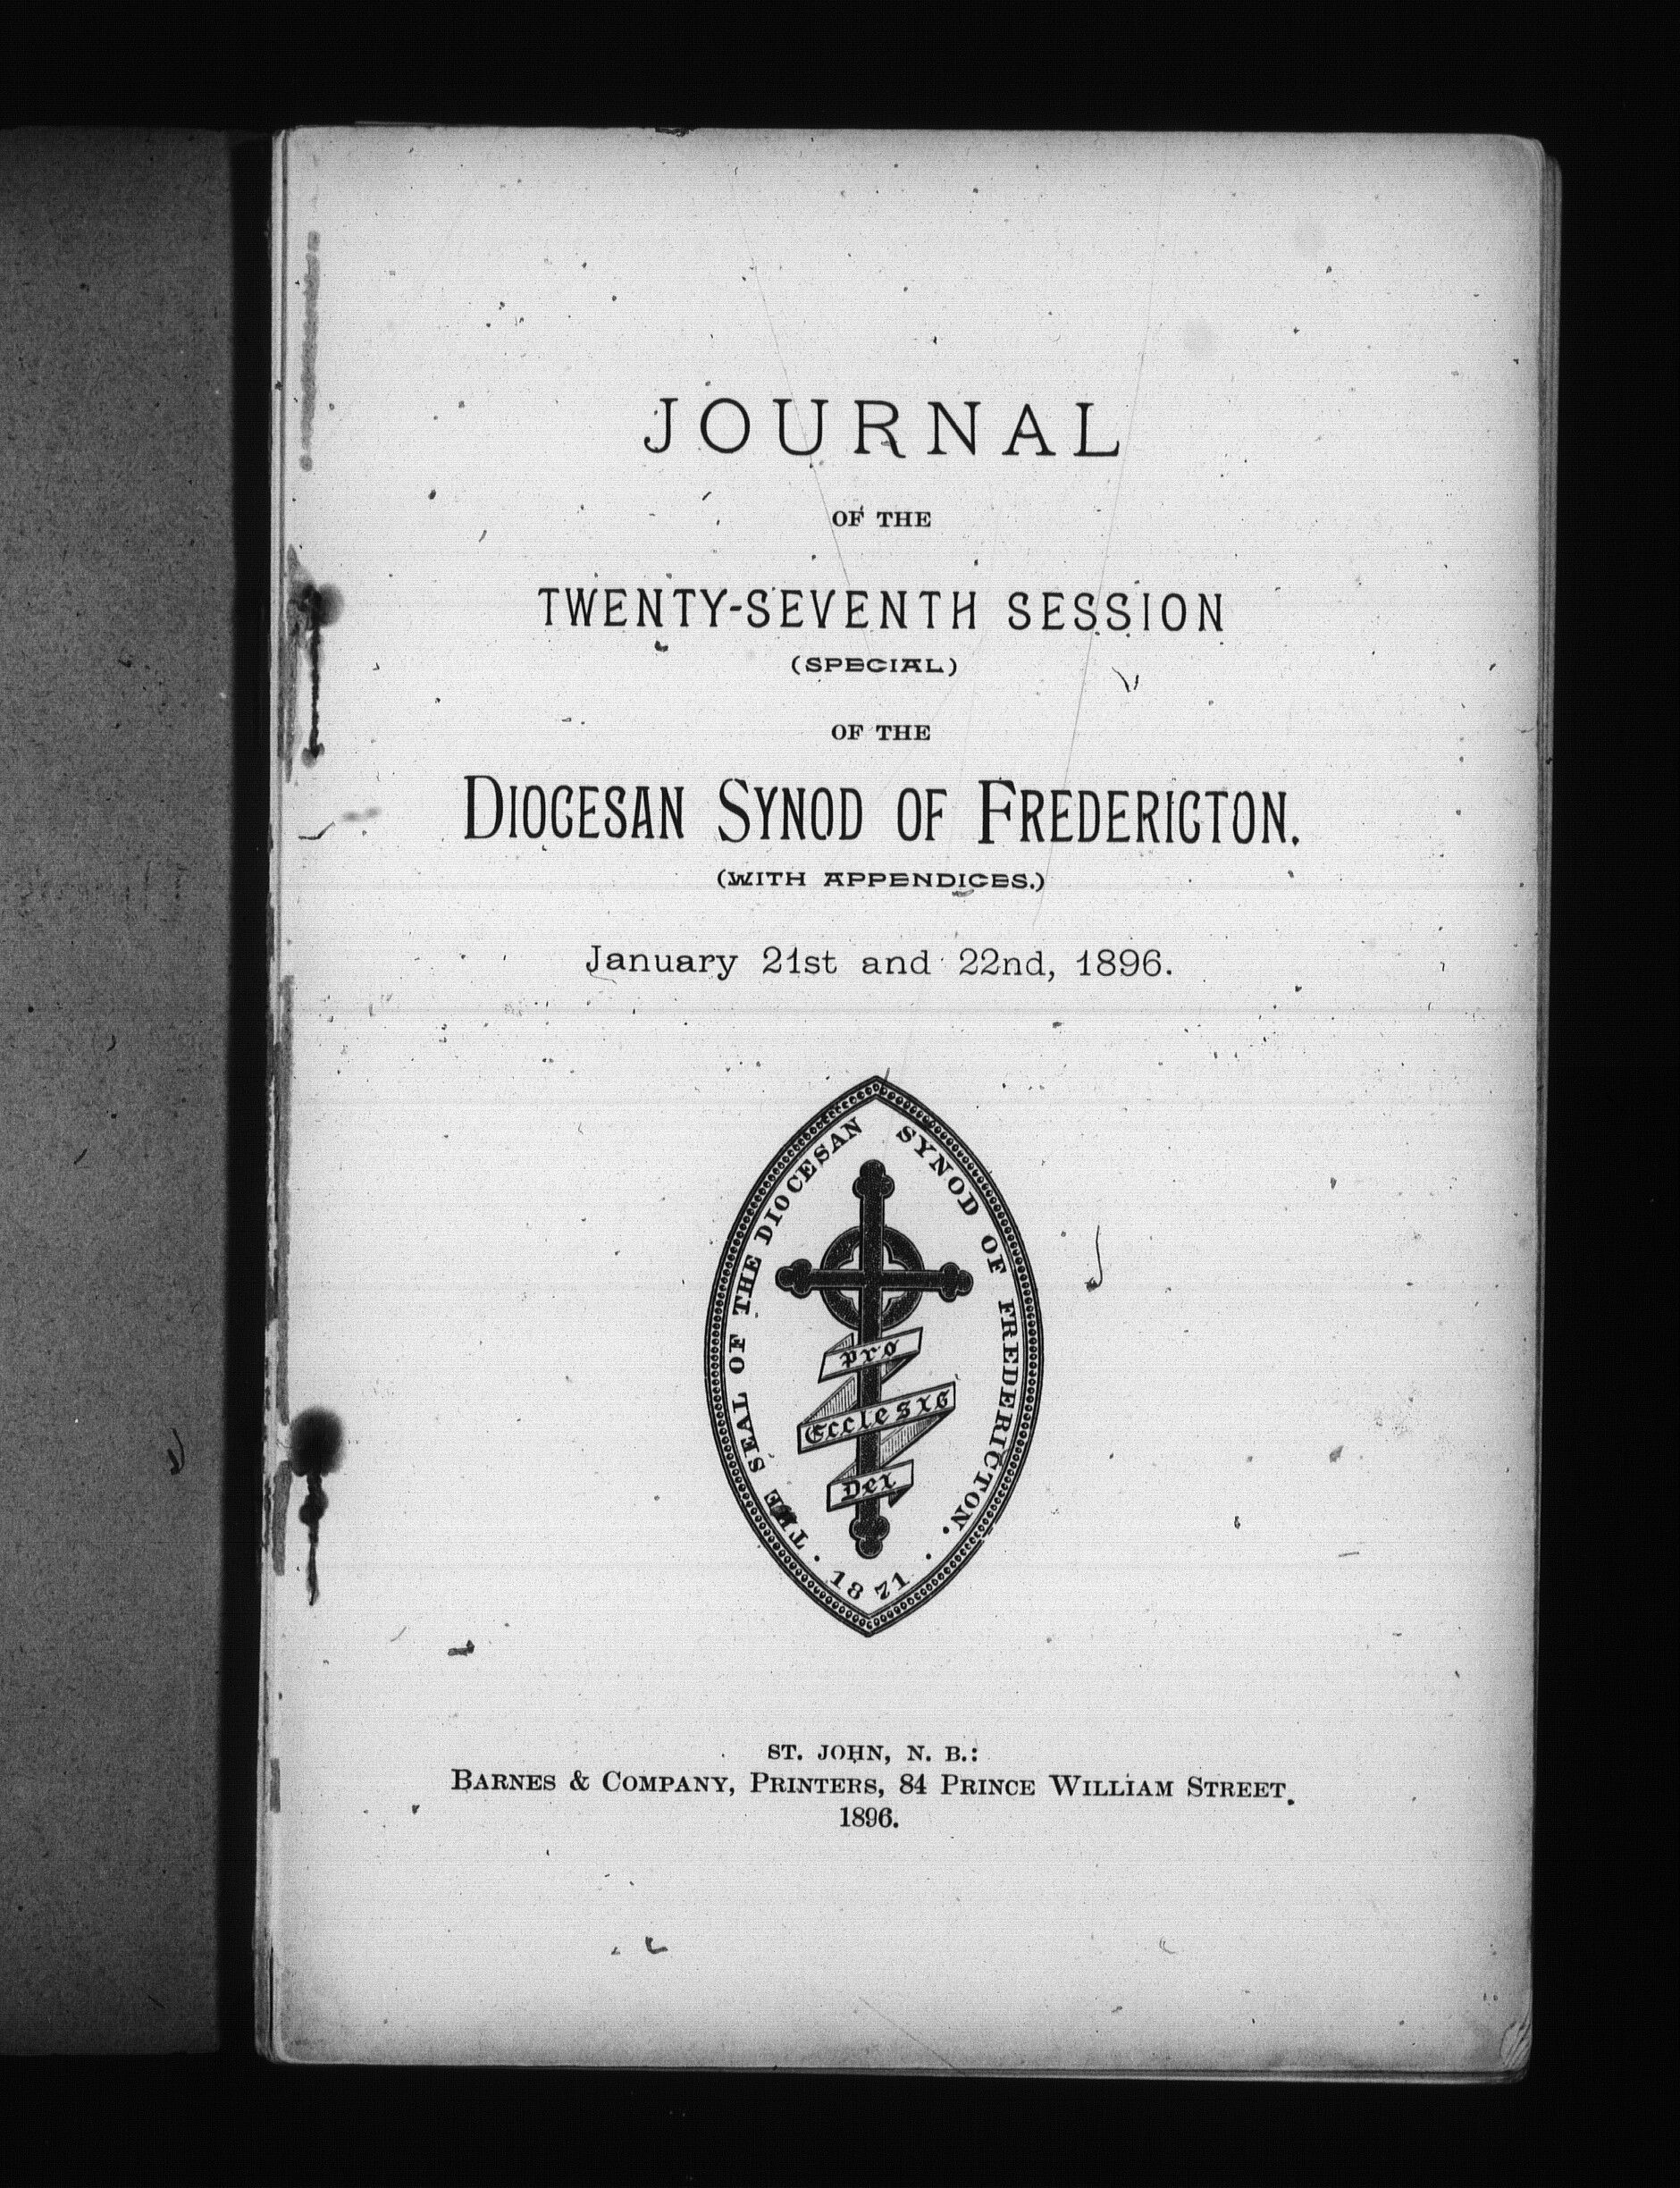 JOURNAL
OF THE
TWENTY-SEVENTH SESSION
(SPECIAL)
OF THE
DIOCESAN SYNOD OF FREDERICTON.
(WITH APPENDICES.)
January 21st and 22nd, 1896.
THE SEAL OF THE DIOCESAN SYNOD OF FREDERICTON.
pro
Ecclesia
Dei
1871
ST. JOHN, N. B.:
BARNES & COMPANY, PRINTERS, 84 PRINCE WILLIAM STREET.
1896.